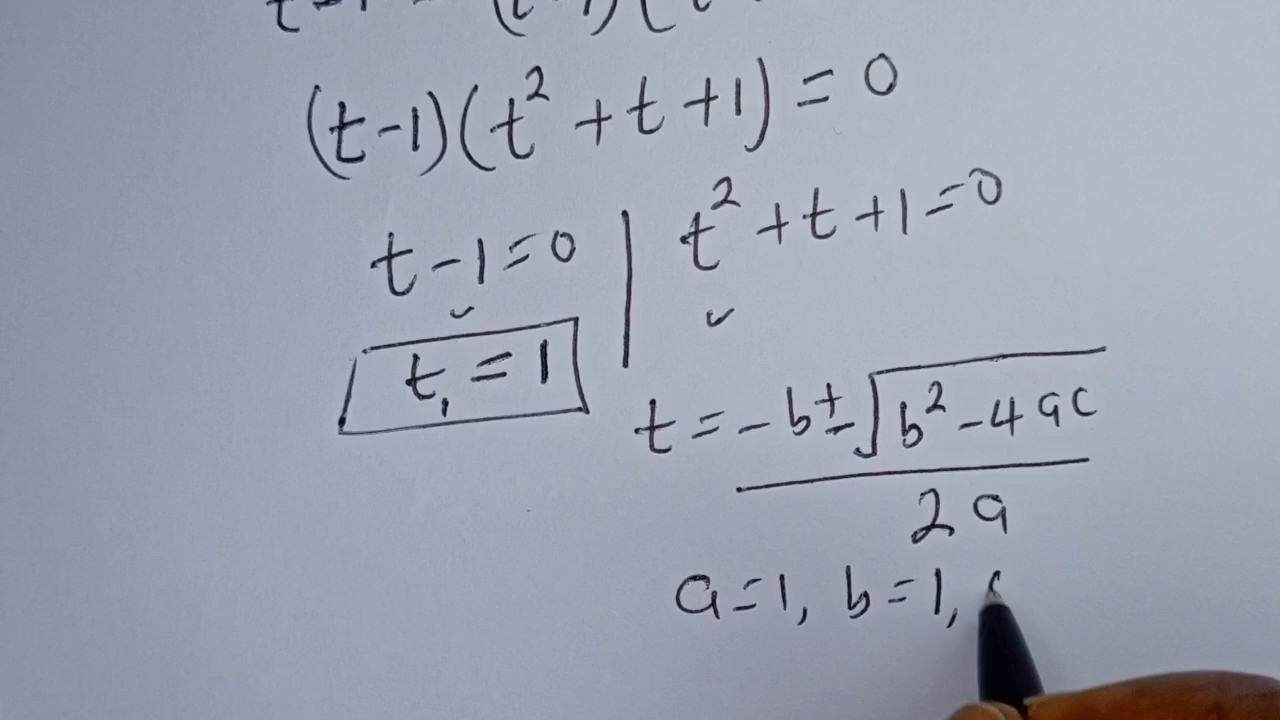 (t-1)(t² + t + 1) = 0
t - 1 = 0 | t² + t + 1 = 0
t₁ = 1
t = -b ± √(b² - 4ac)
2a
a = 1, b = 1,